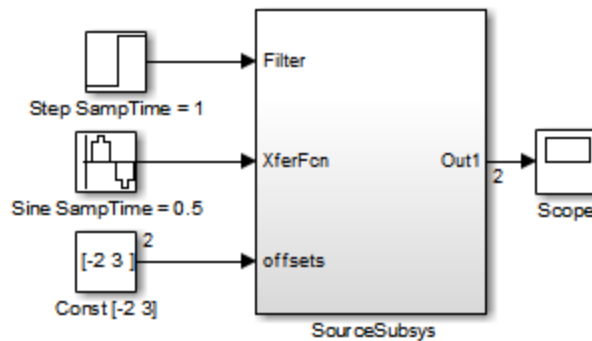 Filter
Step SampTime = 1
XferFcn
Out1
2
Sine SampTime = 0.5
Scope
2
[-2 3 ]
offsets
Const [-2 3]
SourceSubsys